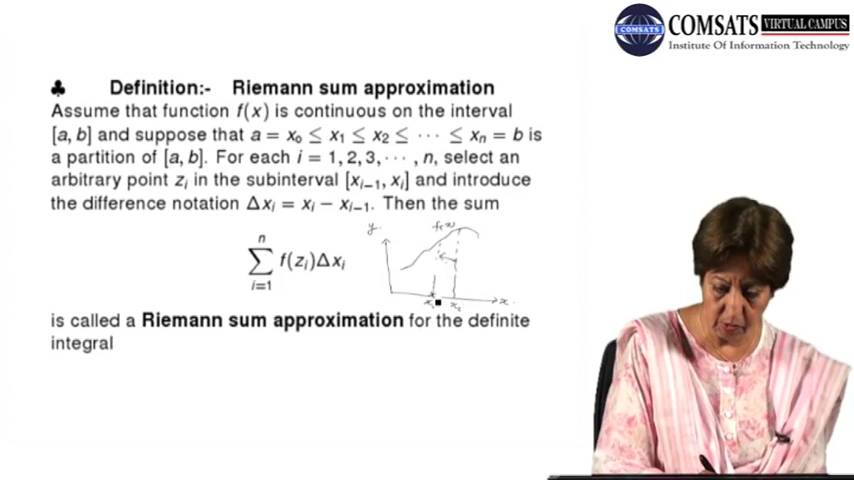 COMSATS VIRTUAL CAMPUS
COMSATS
Institute Of Information Technology
♣ Definition:- Riemann sum approximation
Assume that function f(x) is continuous on the interval
[a, b] and suppose that a = x₀ ≤ x₁ ≤ x₂ ≤ ⋯ ≤ xₙ = b is
a partition of [a, b]. For each i = 1, 2, 3, ⋯ , n, select an
arbitrary point zᵢ in the subinterval [xᵢ₋₁, xᵢ] and introduce
the difference notation Δxᵢ = xᵢ − xᵢ₋₁. Then the sum
y f(x)
n
∑ f(zᵢ)Δxᵢ
i=1
x₁ x₂ x
is called a Riemann sum approximation for the definite
integral